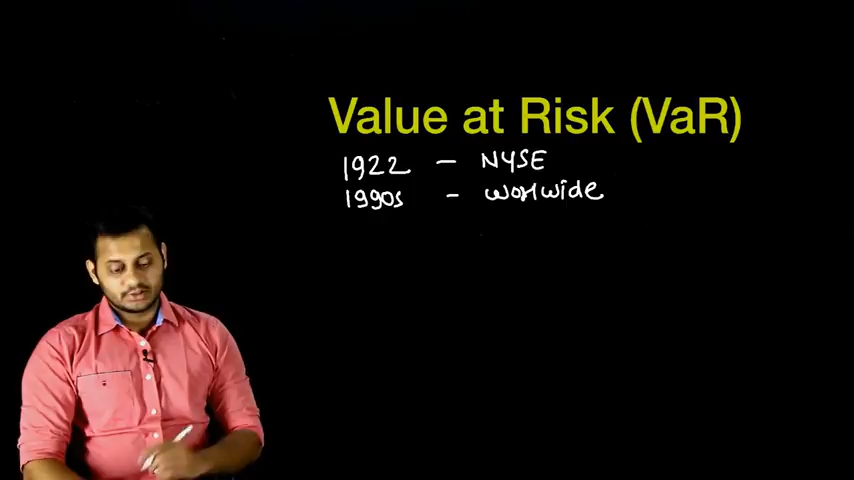 Value at Risk (VaR)
1922 - NYSE
1990s - worlwide